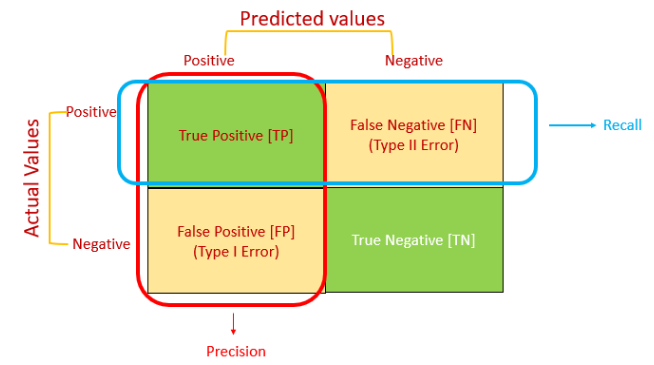 Predicted values
Positive
Negative
Actual Values
Positive
True Positive [TP]
False Negative [FN]
(Type II Error)
Recall
Negative
False Positive [FP]
(Type I Error)
True Negative [TN]
Precision